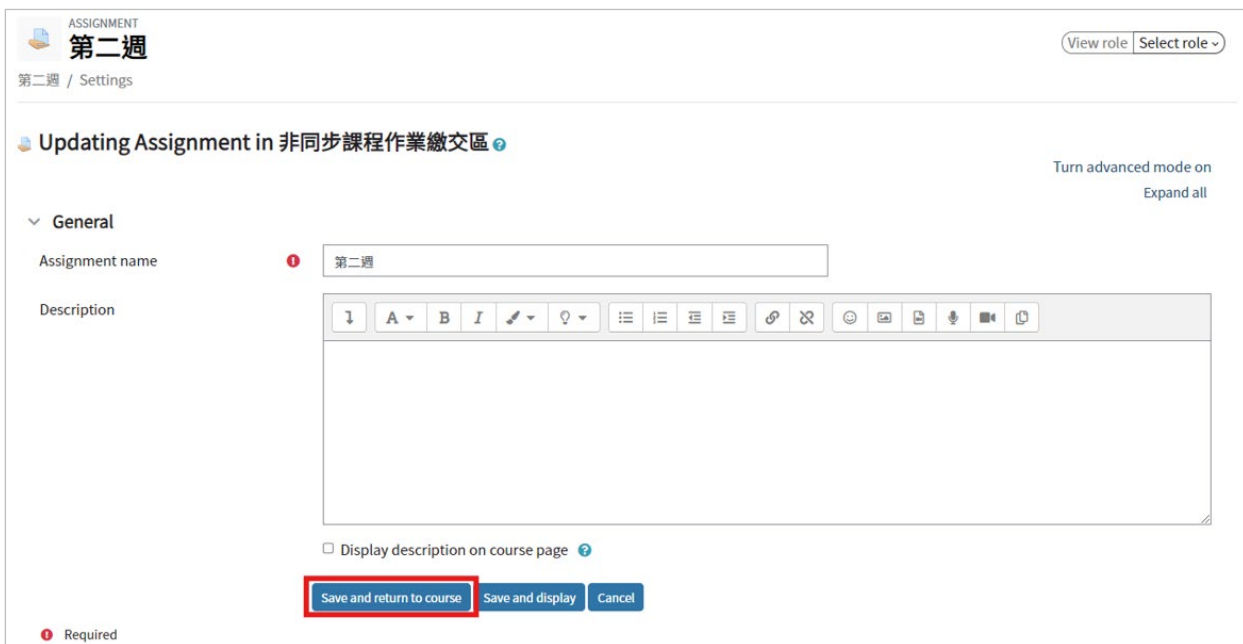 ASSIGNMENT
第二週
View role Select role
第二週 / Settings
Updating Assignment in 非同步課程作業繳交區
Turn advanced mode on
Expand all
General
Assignment name
第二週
Description
A B I
Display description on course page
Save and return to course Save and display Cancel
Required